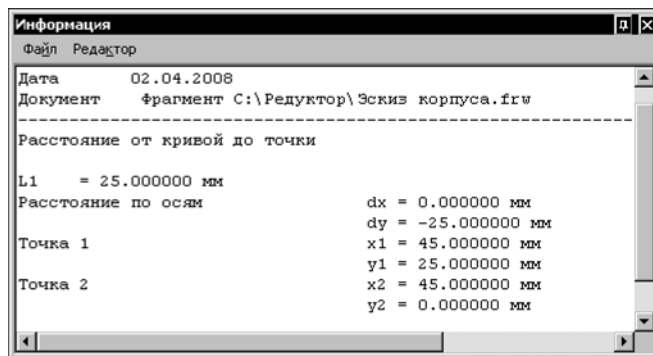 Информация
Файл Редактор
Дата 02.04.2008
Документ Фрагмент C:\Редуктор\Эскиз корпуса.frw
Расстояние от кривой до точки
L1 = 25.000000 мм
Расстояние по осям dx = 0.000000 мм
dy = -25.000000 мм
Точка 1 x1 = 45.000000 мм
y1 = 25.000000 мм
Точка 2 x2 = 45.000000 мм
y2 = 0.000000 мм